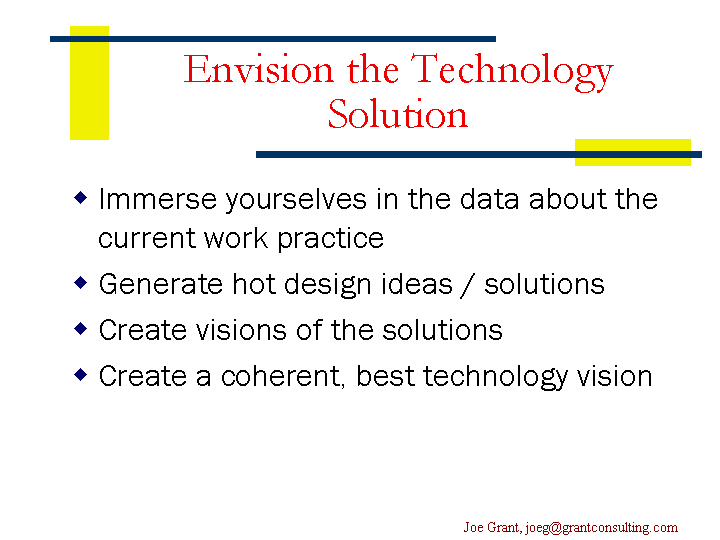 Envision the Technology
Solution
Immerse yourselves in the data about the
current work practice
Generate hot design ideas / solutions
Create visions of the solutions
Create a coherent, best technology vision
Joe Grant, joeg@grantconsulting.com